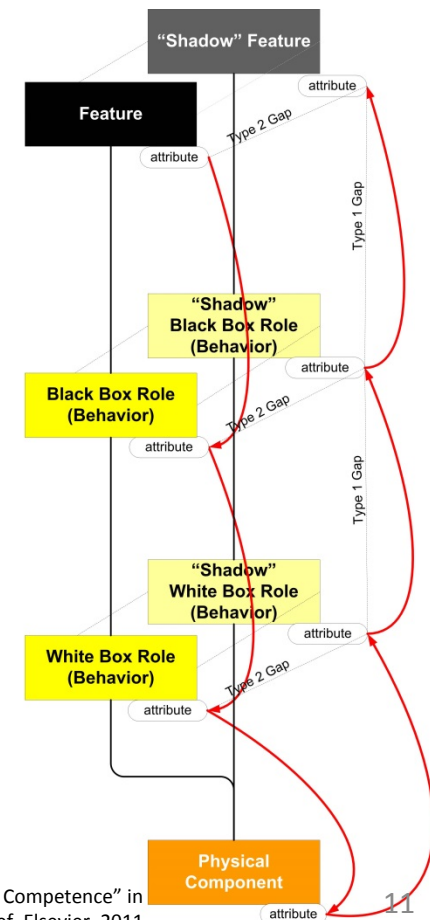 “Shadow” Feature
attribute
Feature
Type 2 Gap
attribute
Type 1 Gap
“Shadow”
Black Box Role
(Behavior)
attribute
Black Box Role
(Behavior)
Type 2 Gap
attribute
Type 1 Gap
“Shadow”
White Box Role
(Behavior)
attribute
White Box Role
(Behavior)
Type 2 Gap
attribute
Physical
Component
Competence” in
11
attribute
Elsevier, 2011